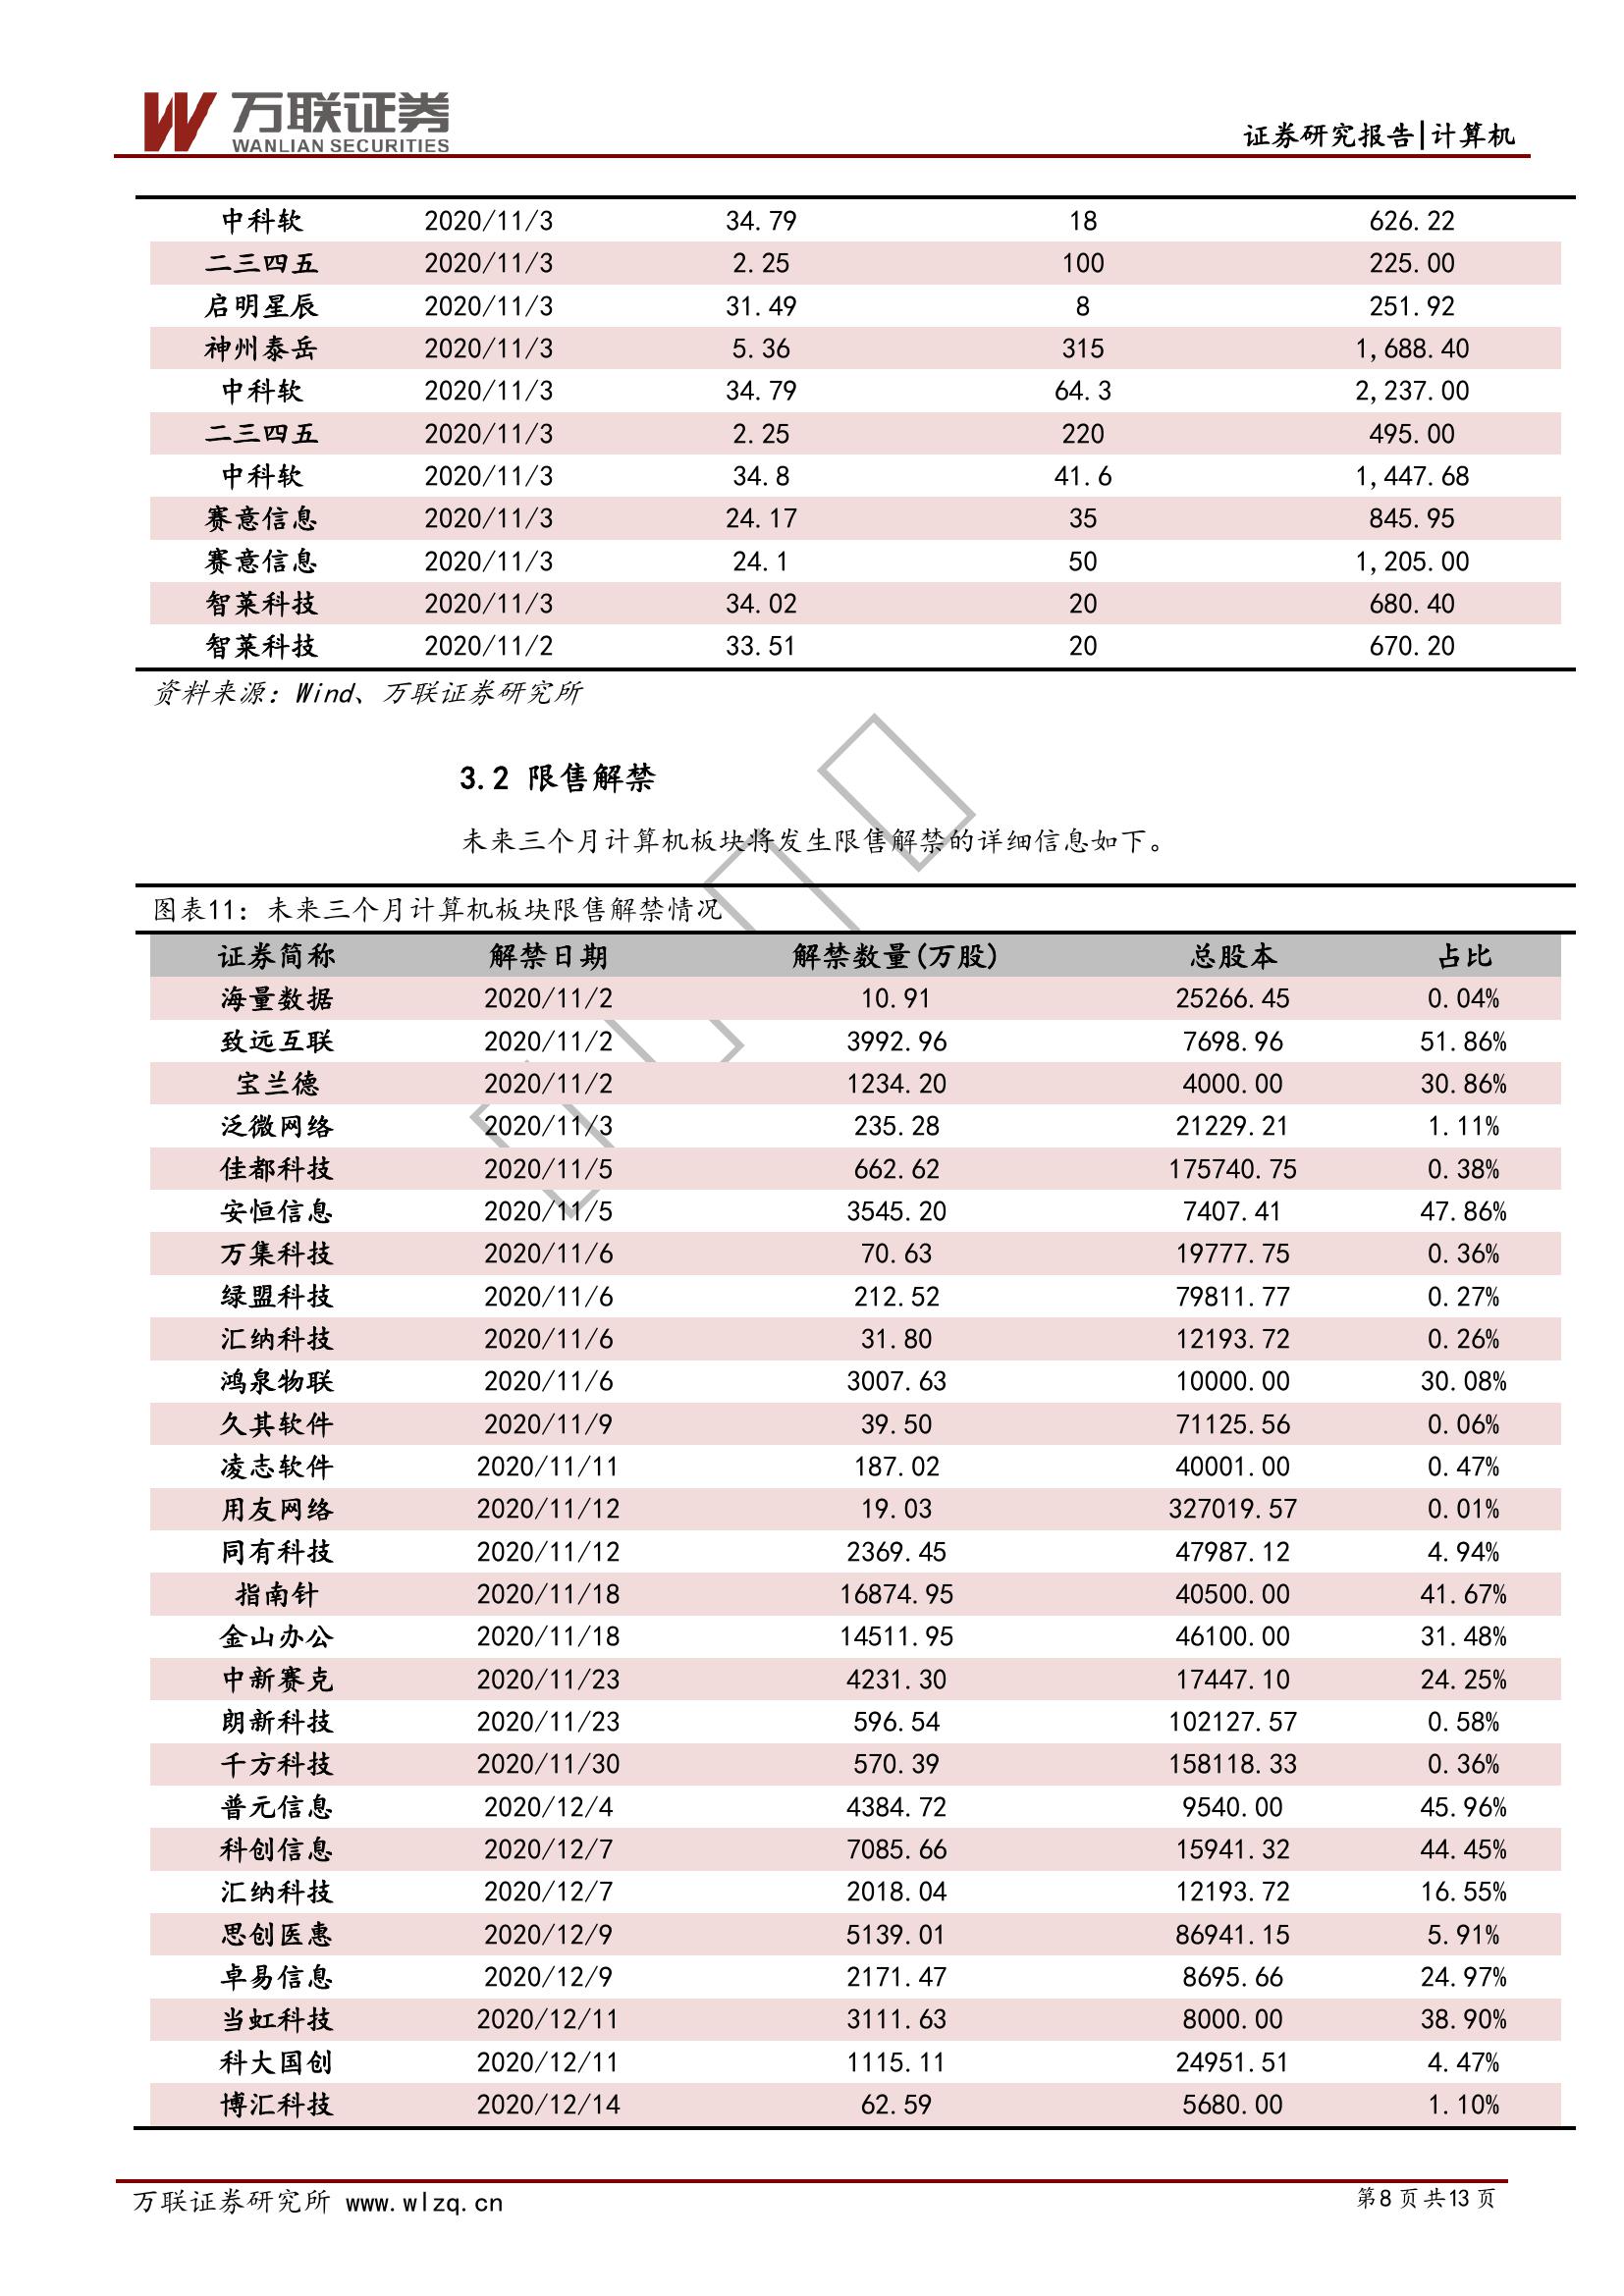 万联证券
WANLIAN SECURITIES
证券研究报告|计算机
中科软 2020/11/3 34.79 18 626.22
二三四五 2020/11/3 2.25 100 225.00
启明星辰 2020/11/3 31.49 8 251.92
神州泰岳 2020/11/3 5.36 315 1,688.40
中科软 2020/11/3 34.79 64.3 2,237.00
二三四五 2020/11/3 2.25 220 495.00
中科软 2020/11/3 34.8 41.6 1,447.68
赛意信息 2020/11/3 24.17 35 845.95
赛意信息 2020/11/3 24.1 50 1,205.00
智莱科技 2020/11/3 34.02 20 680.40
智莱科技 2020/11/2 33.51 20 670.20
资料来源：Wind、万联证券研究所
3.2 限售解禁
未来三个月计算机板块将发生限售解禁的详细信息如下。
图表11：未来三个月计算机板块限售解禁情况
证券简称 解禁日期 解禁数量(万股) 总股本 占比
海量数据 2020/11/2 10.91 25266.45 0.04%
致远互联 2020/11/2 3992.96 7698.96 51.86%
宝兰德 2020/11/2 1234.20 4000.00 30.86%
泛微网络 2020/11/3 235.28 21229.21 1.11%
佳都科技 2020/11/5 662.62 175740.75 0.38%
安恒信息 2020/11/5 3545.20 7407.41 47.86%
万集科技 2020/11/6 70.63 19777.75 0.36%
绿盟科技 2020/11/6 212.52 79811.77 0.27%
汇纳科技 2020/11/6 31.80 12193.72 0.26%
鸿泉物联 2020/11/6 3007.63 10000.00 30.08%
久其软件 2020/11/9 39.50 71125.56 0.06%
凌志软件 2020/11/11 187.02 40001.00 0.47%
用友网络 2020/11/12 19.03 327019.57 0.01%
同有科技 2020/11/12 2369.45 47987.12 4.94%
指南针 2020/11/18 16874.95 40500.00 41.67%
金山办公 2020/11/18 14511.95 46100.00 31.48%
中新赛克 2020/11/23 4231.30 17447.10 24.25%
朗新科技 2020/11/23 596.54 102127.57 0.58%
千方科技 2020/11/30 570.39 158118.33 0.36%
普元信息 2020/12/4 4384.72 9540.00 45.96%
科创信息 2020/12/7 7085.66 15941.32 44.45%
汇纳科技 2020/12/7 2018.04 12193.72 16.55%
思创医惠 2020/12/9 5139.01 86941.15 5.91%
卓易信息 2020/12/9 2171.47 8695.66 24.97%
当虹科技 2020/12/11 3111.63 8000.00 38.90%
科大国创 2020/12/11 1115.11 24951.51 4.47%
博汇科技 2020/12/14 62.59 5680.00 1.10%
万联证券研究所 www.wlzq.cn
第8页共13页